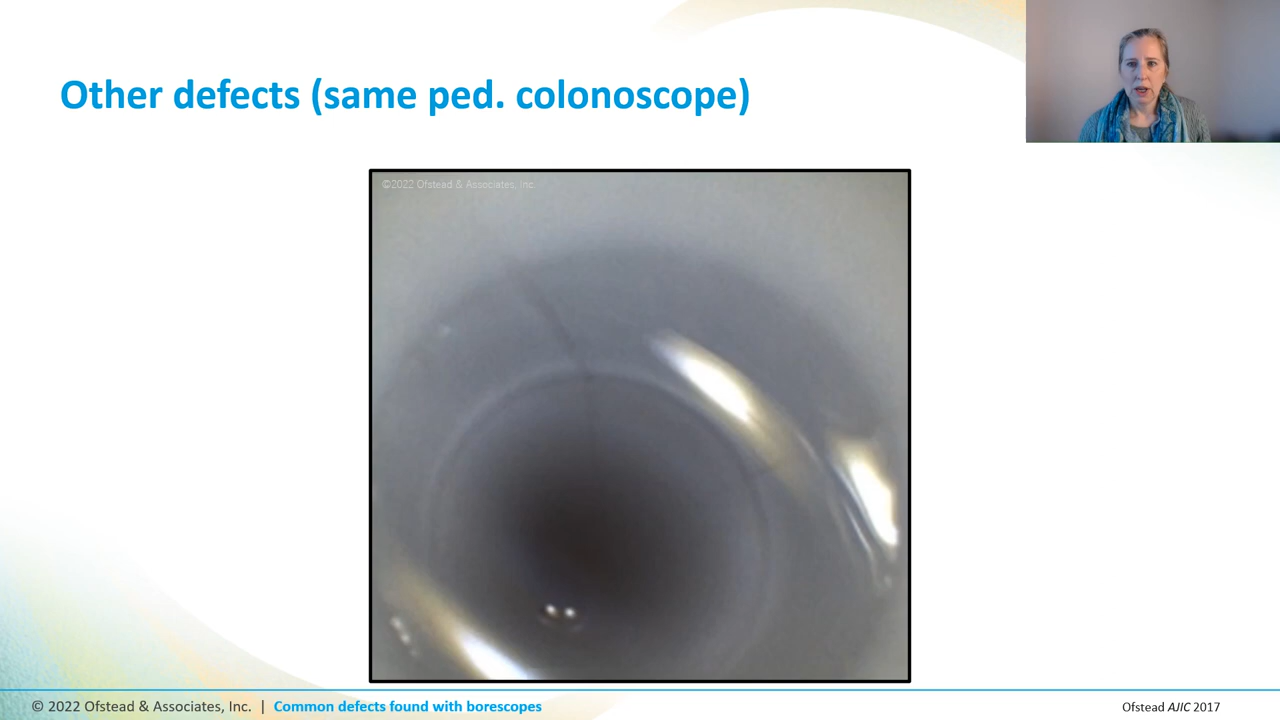 Other defects (same ped. colonoscope)
©2022 Ofstead & Associates, Inc.
© 2022 Ofstead & Associates, Inc. | Common defects found with borescopes
Ofstead AJIC 2017